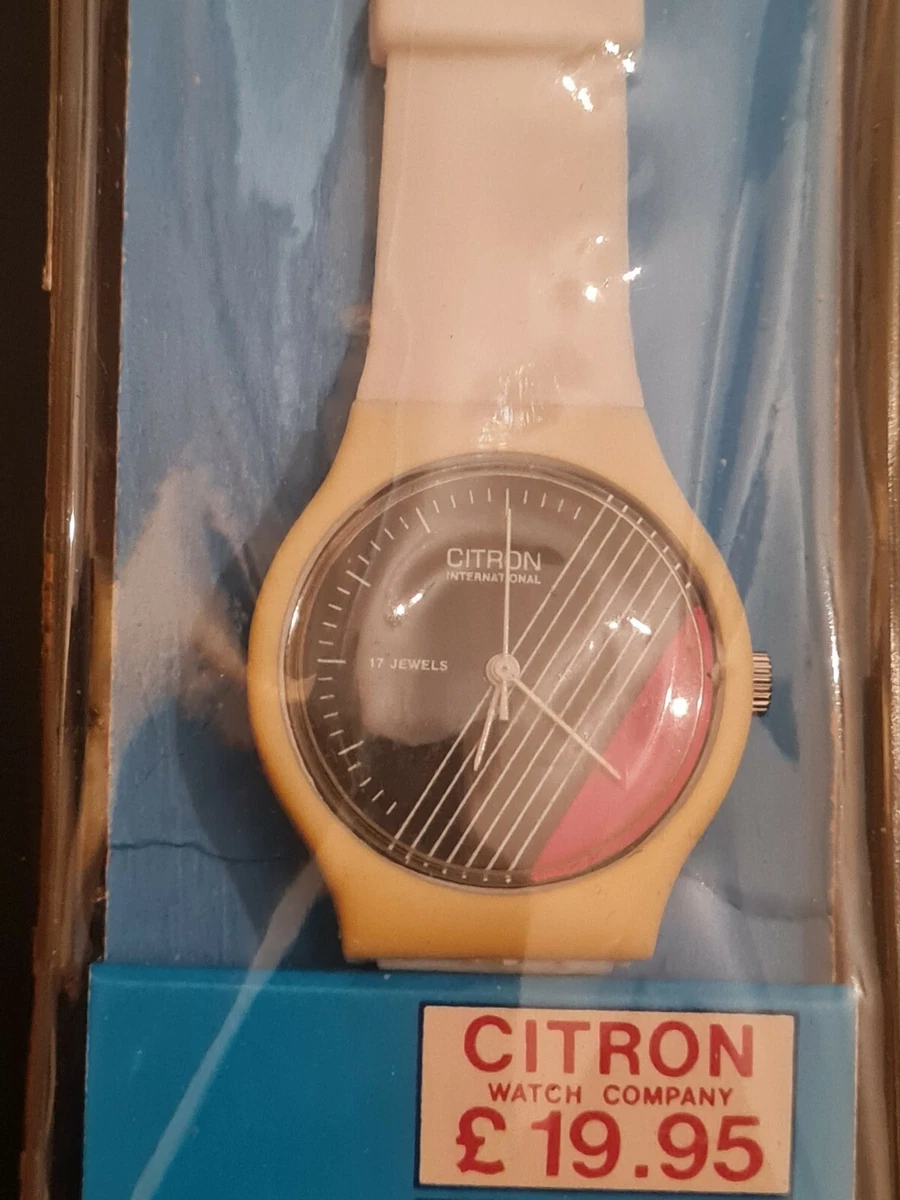 CITRON
INTERNATIONAL
17 JEWELS
CITRON
WATCH COMPANY
£19.95